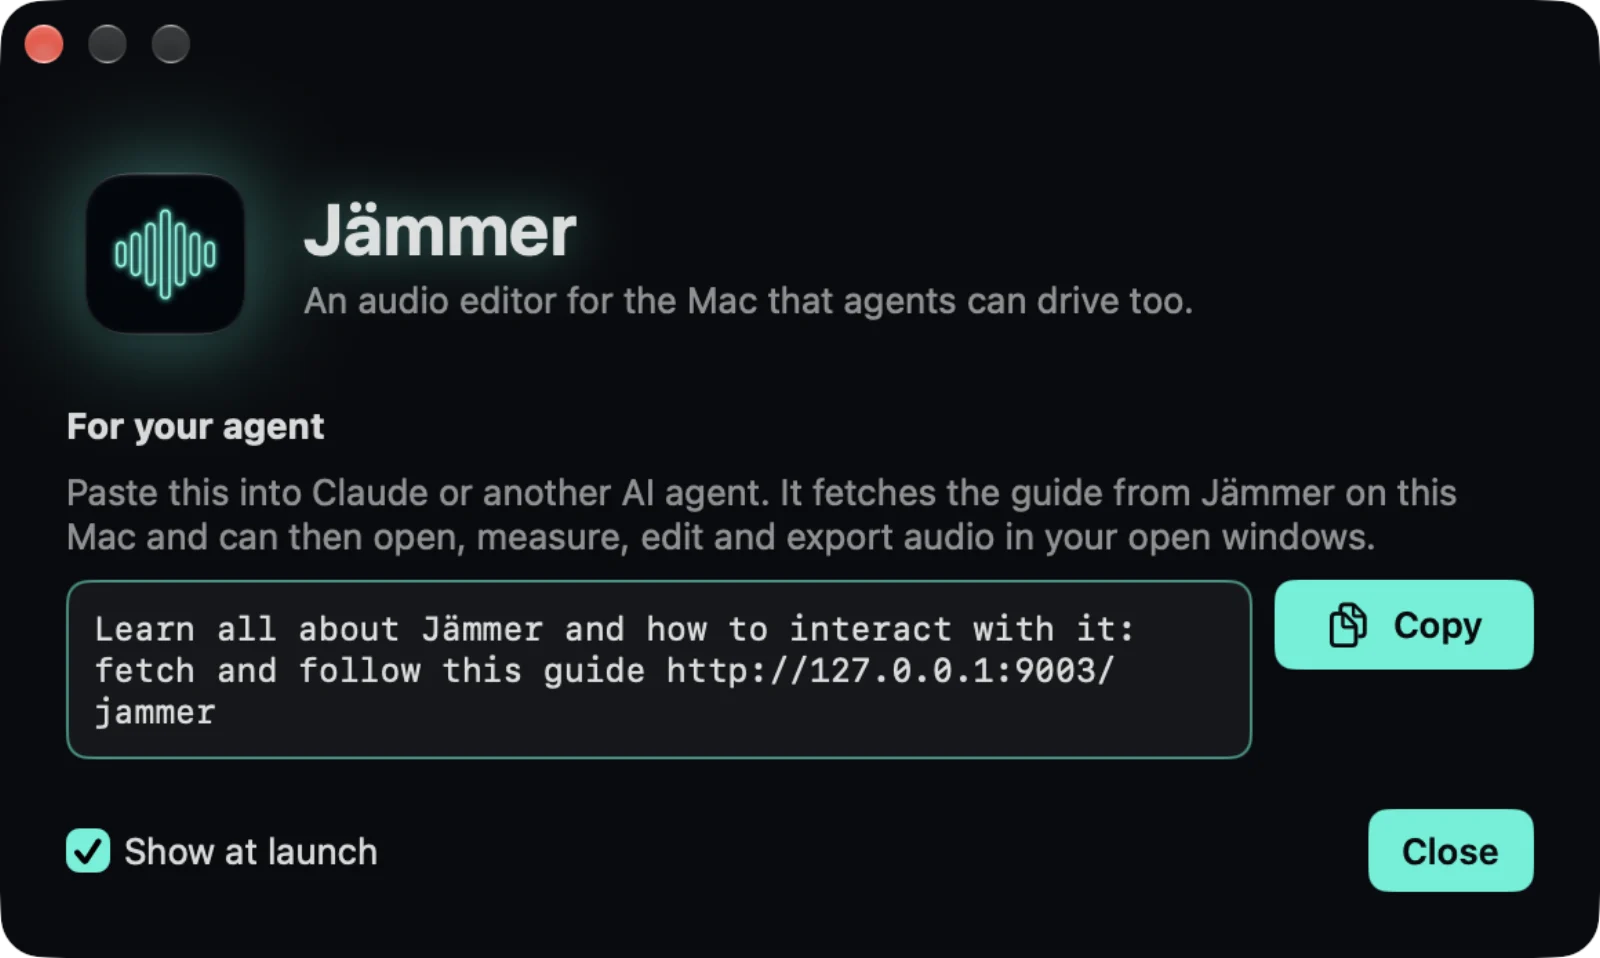 Jämmer
An audio editor for the Mac that agents can drive too.
For your agent
Paste this into Claude or another AI agent. It fetches the guide from Jämmer on this
Mac and can then open, measure, edit and export audio in your open windows.
Learn all about Jämmer and how to interact with it:
fetch and follow this guide http://127.0.0.1:9003/
jammer
Copy
Show at launch
Close